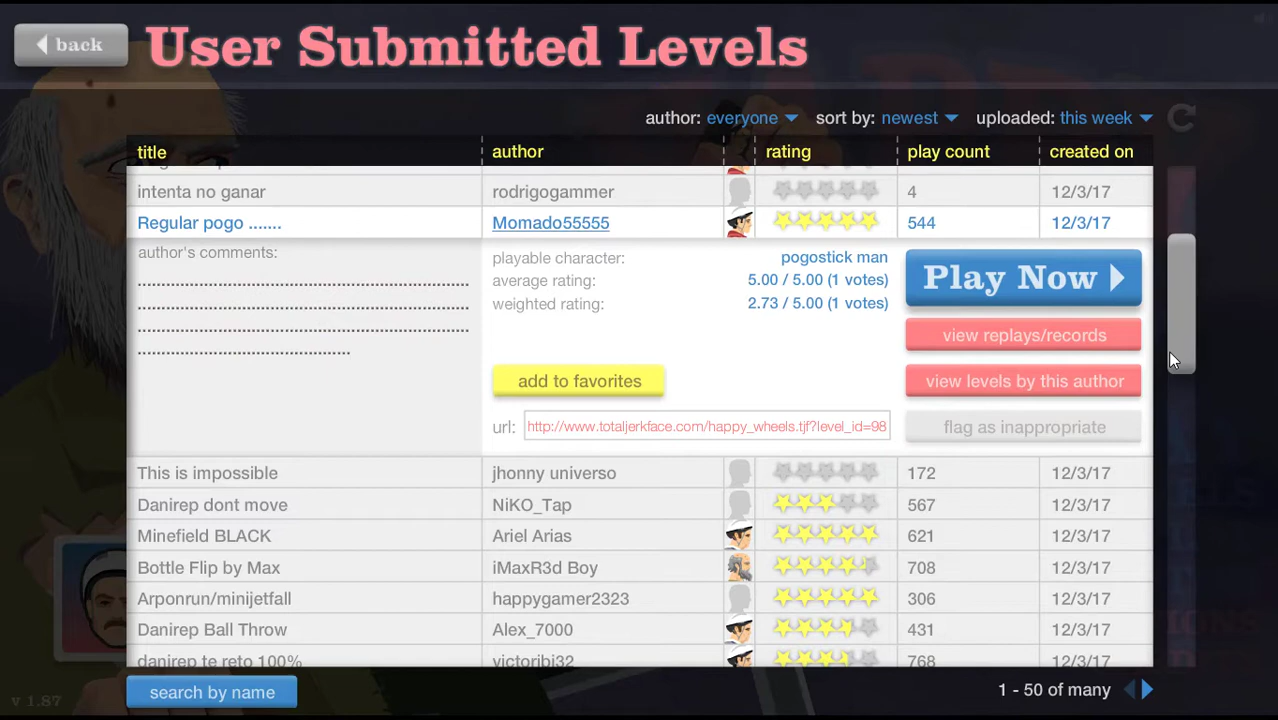 back
User Submitted Levels
author: everyone sort by: newest uploaded: this week
title author rating play count created on
intenta no ganar rodrigogammer 4 12/3/17
Regular pogo ....... Momado55555 544 12/3/17
author's comments:
..................................................................
..................................................................
..................................................................
..........................................
playable character: pogostick man
average rating: 5.00 / 5.00 (1 votes)
weighted rating: 2.73 / 5.00 (1 votes)
add to favorites
url: http://www.totaljerkface.com/happy_wheels.tjf?level_id=98
Play Now
view replays/records
view levels by this author
flag as inappropriate
This is impossible jhonny universo 172 12/3/17
Danirep dont move NiKO_Tap 567 12/3/17
Minefield BLACK Ariel Arias 621 12/3/17
Bottle Flip by Max iMaxR3d Boy 708 12/3/17
Arponrun/minijetfall happygamer2323 306 12/3/17
Danirep Ball Throw Alex_7000 431 12/3/17
danirep te reto 100% victoribi32 768 12/3/17
search by name
1 - 50 of many
v 1.87